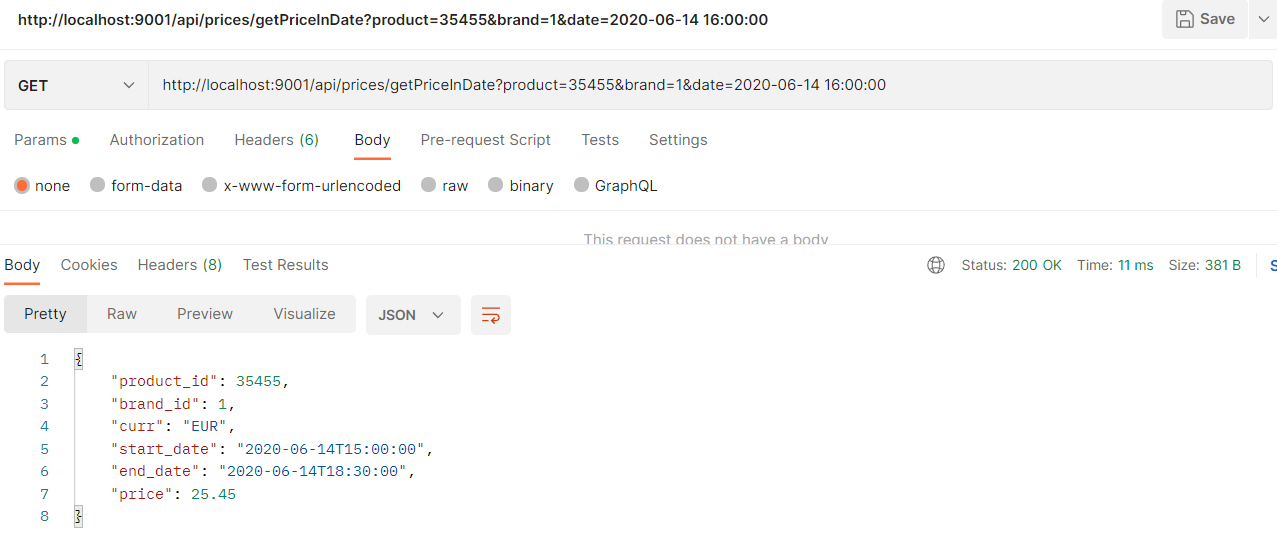 http://localhost:9001/api/prices/getPriceInDate?product=35455&brand=1&date=2020-06-14 16:00:00
Save
GET http://localhost:9001/api/prices/getPriceInDate?product=35455&brand=1&date=2020-06-14 16:00:00
Params Authorization Headers (6) Body Pre-request Script Tests Settings
none form-data x-www-form-urlencoded raw binary GraphQL
This request does not have a body
Body Cookies Headers (8) Test Results Status: 200 OK Time: 11 ms Size: 381 B S
Pretty Raw Preview Visualize JSON
1 {
2 "product_id": 35455,
3 "brand_id": 1,
4 "curr": "EUR",
5 "start_date": "2020-06-14T15:00:00",
6 "end_date": "2020-06-14T18:30:00",
7 "price": 25.45
8 }